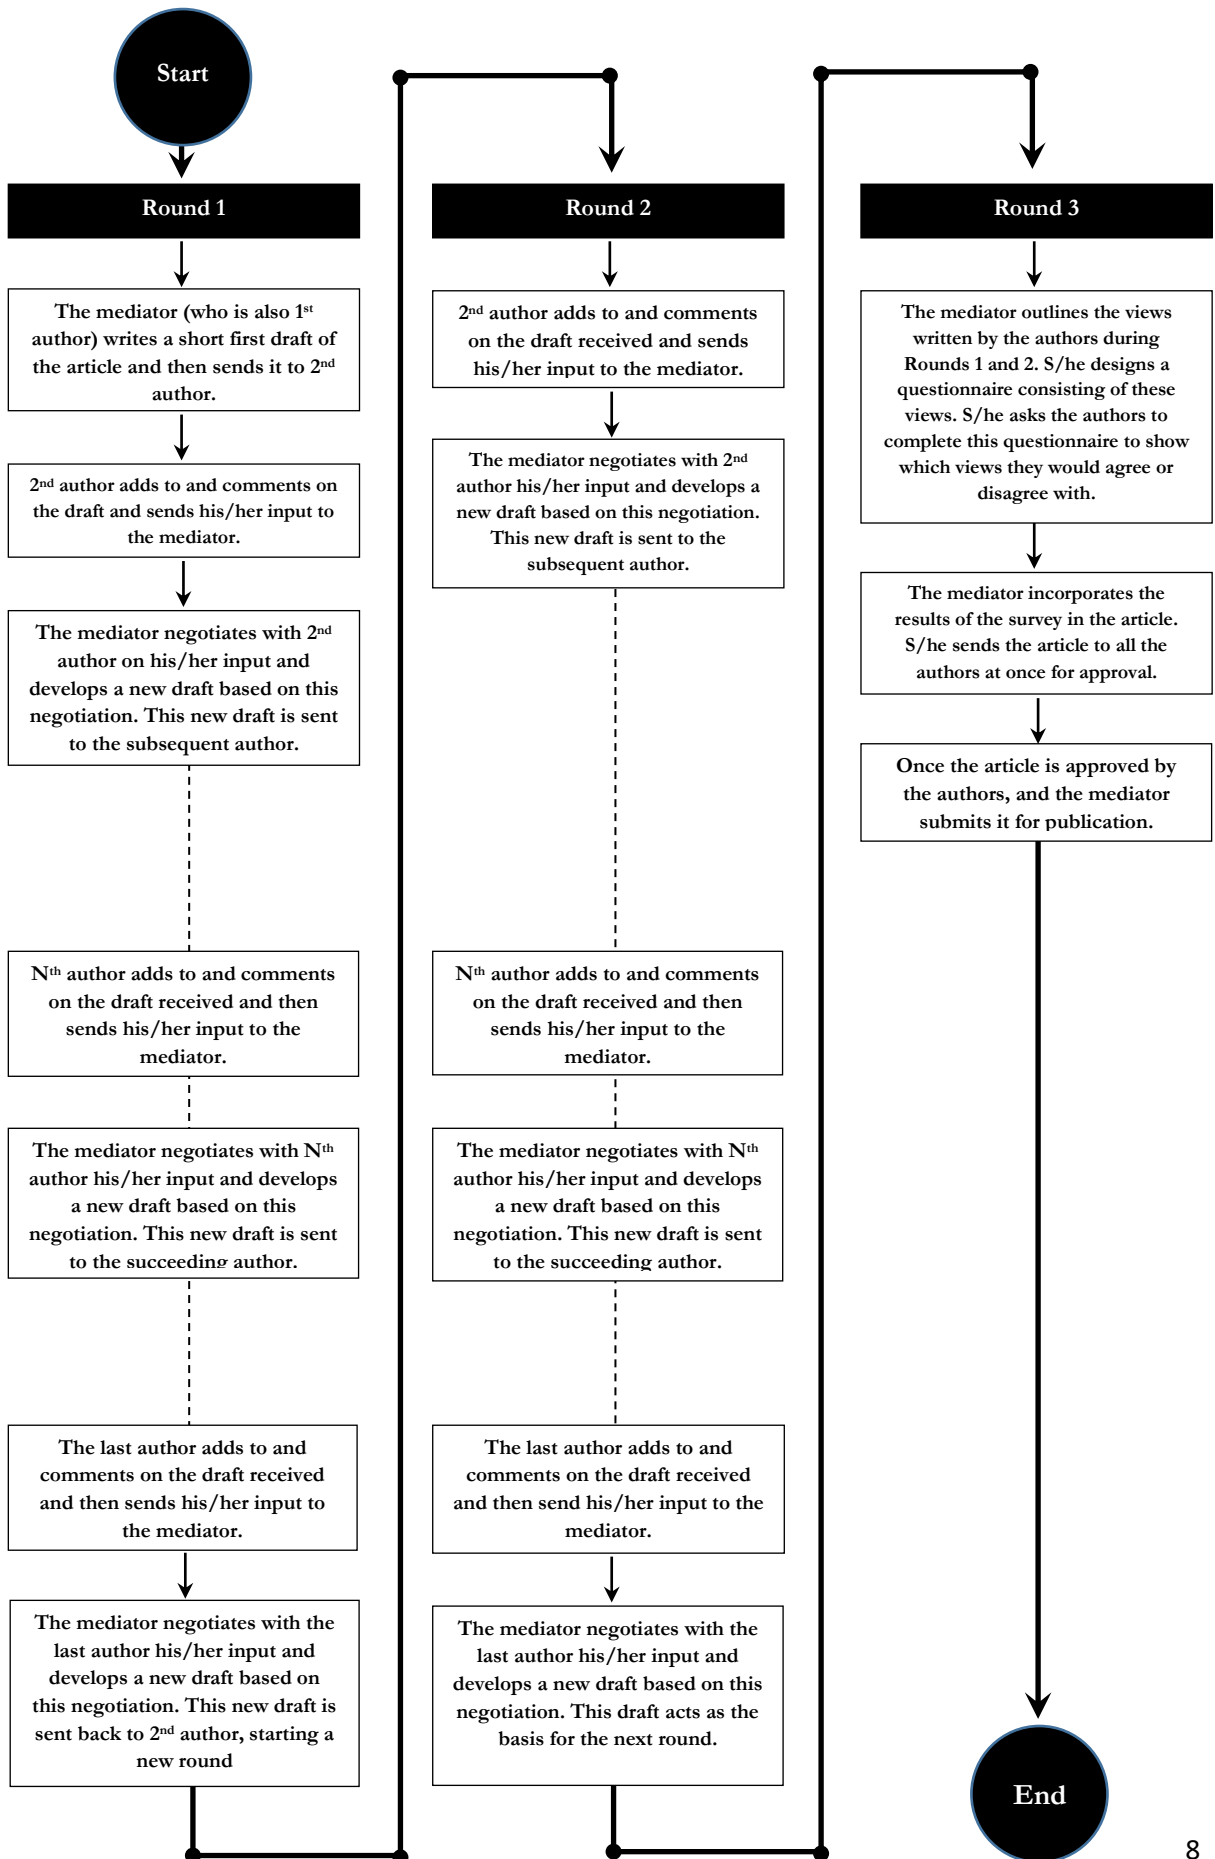 Start
Round 1
The mediator (who is also 1st
author) writes a short first draft of
the article and then sends it to 2nd
author.
2nd author adds to and comments on
the draft and sends his/her input to
the mediator.
The mediator negotiates with 2nd
author on his/her input and
develops a new draft based on this
negotiation. This new draft is sent
to the subsequent author.
Nth author adds to and comments
on the draft received and then
sends his/her input to the
mediator.
The mediator negotiates with Nth
author his/her input and develops
a new draft based on this
negotiation. This new draft is sent
to the succeeding author.
The last author adds to and
comments on the draft received
and then sends his/her input to
the mediator.
The mediator negotiates with the
last author his/her input and
develops a new draft based on
this negotiation. This new draft is
sent back to 2nd author, starting a
new round
Round 2
2nd author adds to and comments
on the draft received and sends
his/her input to the mediator.
The mediator negotiates with 2nd
author his/her input and develops a
new draft based on this negotiation.
This new draft is sent to the
subsequent author.
Nth author adds to and comments
on the draft received and then
sends his/her input to the
mediator.
The mediator negotiates with Nth
author his/her input and develops
a new draft based on this
negotiation. This new draft is sent
to the succeeding author.
The last author adds to and
comments on the draft received
and then send his/her input to the
mediator.
The mediator negotiates with the
last author his/her input and
develops a new draft based on this
negotiation. This draft acts as the
basis for the next round.
Round 3
The mediator outlines the views
written by the authors during
Rounds 1 and 2. S/he designs a
questionnaire consisting of these
views. S/he asks the authors to
complete this questionnaire to show
which views they would agree or
disagree with.
The mediator incorporates the
results of the survey in the article.
S/he sends the article to all the
authors at once for approval.
Once the article is approved by
the authors, and the mediator
submits it for publication.
End
8